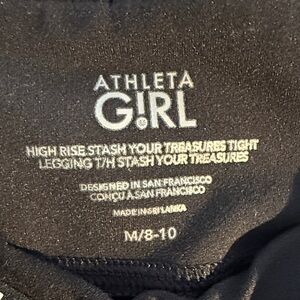 ATHLETA
G!RL
HIGH RISE STASH YOUR TREASURES TIGHT
LEGGING T/H STASH YOUR TREASURES
DESIGNED IN SAN FRANCISCO
CONÇU A SAN FRANCISCO
MADE IN SRI LANKA
M/8-10